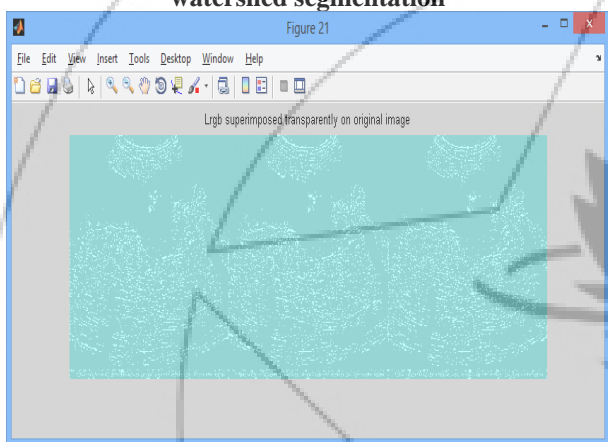 watershed segmentation
Figure 21
File Edit View Insert Tools Desktop Window Help
Lrgb superimposed transparently on original image